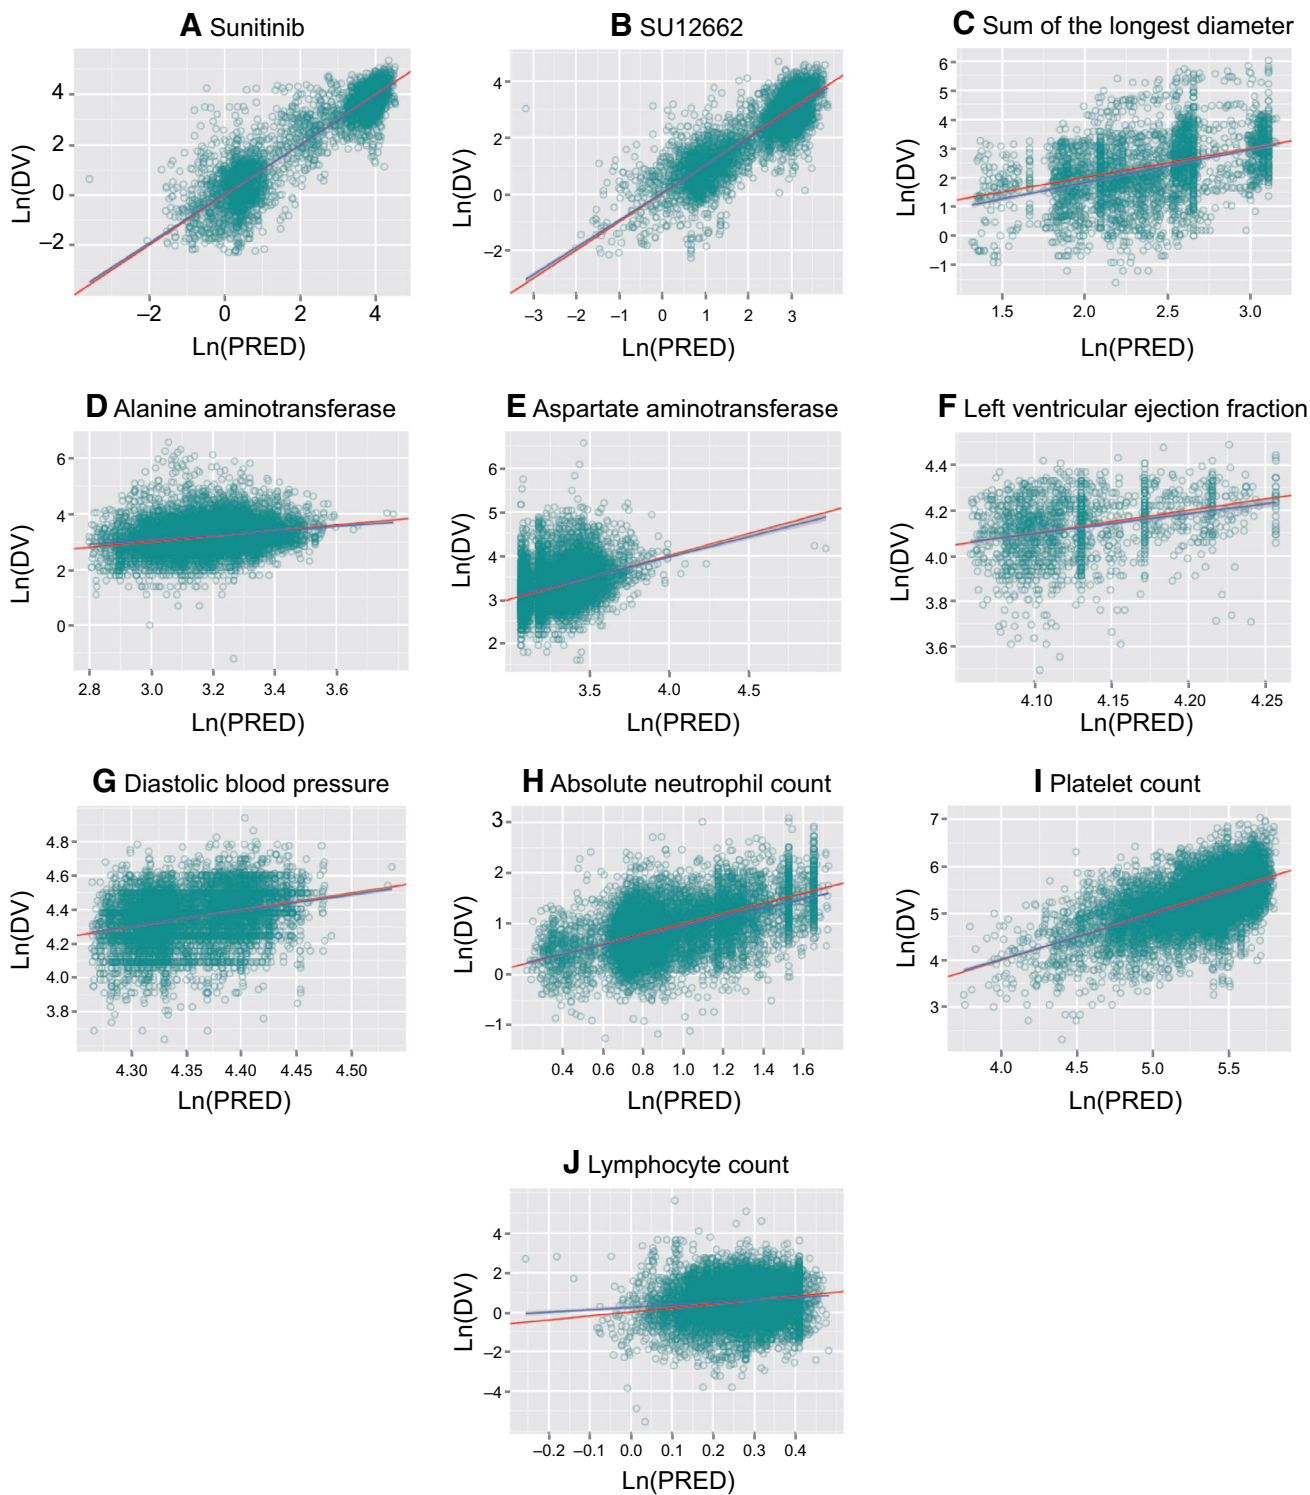 A Sunitinib
4
2
0
–2
Ln(DV)
–2 0 2 4
Ln(PRED)
B SU12662
4
2
0
–2
Ln(DV)
–3 –2 –1 0 1 2 3
Ln(PRED)
C Sum of the longest diameter
6
5
4
3
2
1
0
–1
Ln(DV)
1.5 2.0 2.5 3.0
Ln(PRED)
D Alanine aminotransferase
6
4
2
0
Ln(DV)
2.8 3.0 3.2 3.4 3.6
Ln(PRED)
E Aspartate aminotransferase
6
5
4
3
2
Ln(DV)
3.5 4.0 4.5
Ln(PRED)
F Left ventricular ejection fraction
4.4
4.2
4.0
3.8
3.6
Ln(DV)
4.10 4.15 4.20 4.25
Ln(PRED)
G Diastolic blood pressure
4.8
4.6
4.4
4.2
4.0
3.8
Ln(DV)
4.30 4.35 4.40 4.45 4.50
Ln(PRED)
H Absolute neutrophil count
3
2
1
0
–1
Ln(DV)
0.4 0.6 0.8 1.0 1.2 1.4 1.6
Ln(PRED)
I Platelet count
7
6
5
4
3
Ln(DV)
4.0 4.5 5.0 5.5
Ln(PRED)
J Lymphocyte count
4
2
0
–2
–4
Ln(DV)
–0.2 –0.1 0.0 0.1 0.2 0.3 0.4
Ln(PRED)